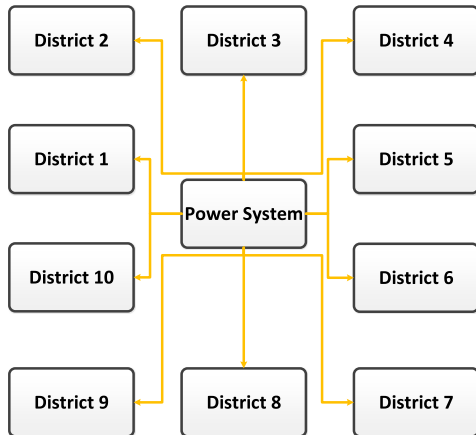 District 2
District 3
District 4
District 1
District 5
Power System
District 10
District 6
District 9
District 8
District 7